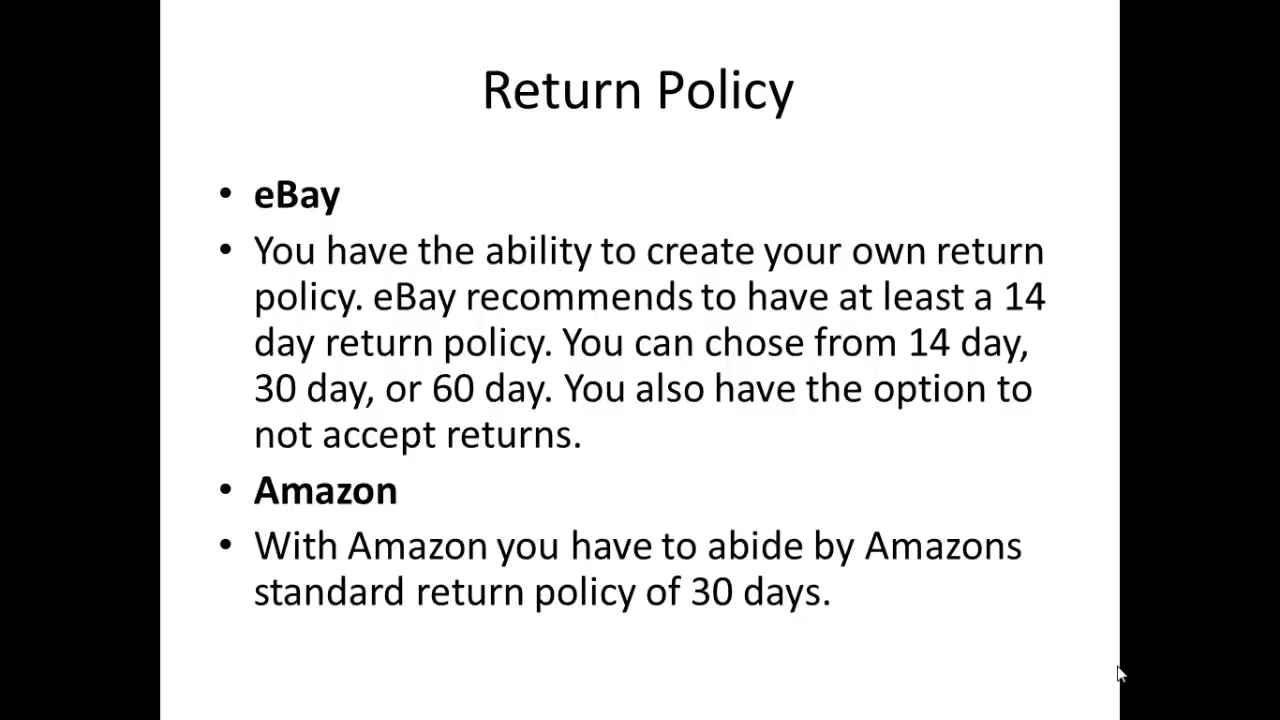 Return Policy
• eBay
• You have the ability to create your own return
policy. eBay recommends to have at least a 14
day return policy. You can chose from 14 day,
30 day, or 60 day. You also have the option to
not accept returns.
• Amazon
• With Amazon you have to abide by Amazons
standard return policy of 30 days.